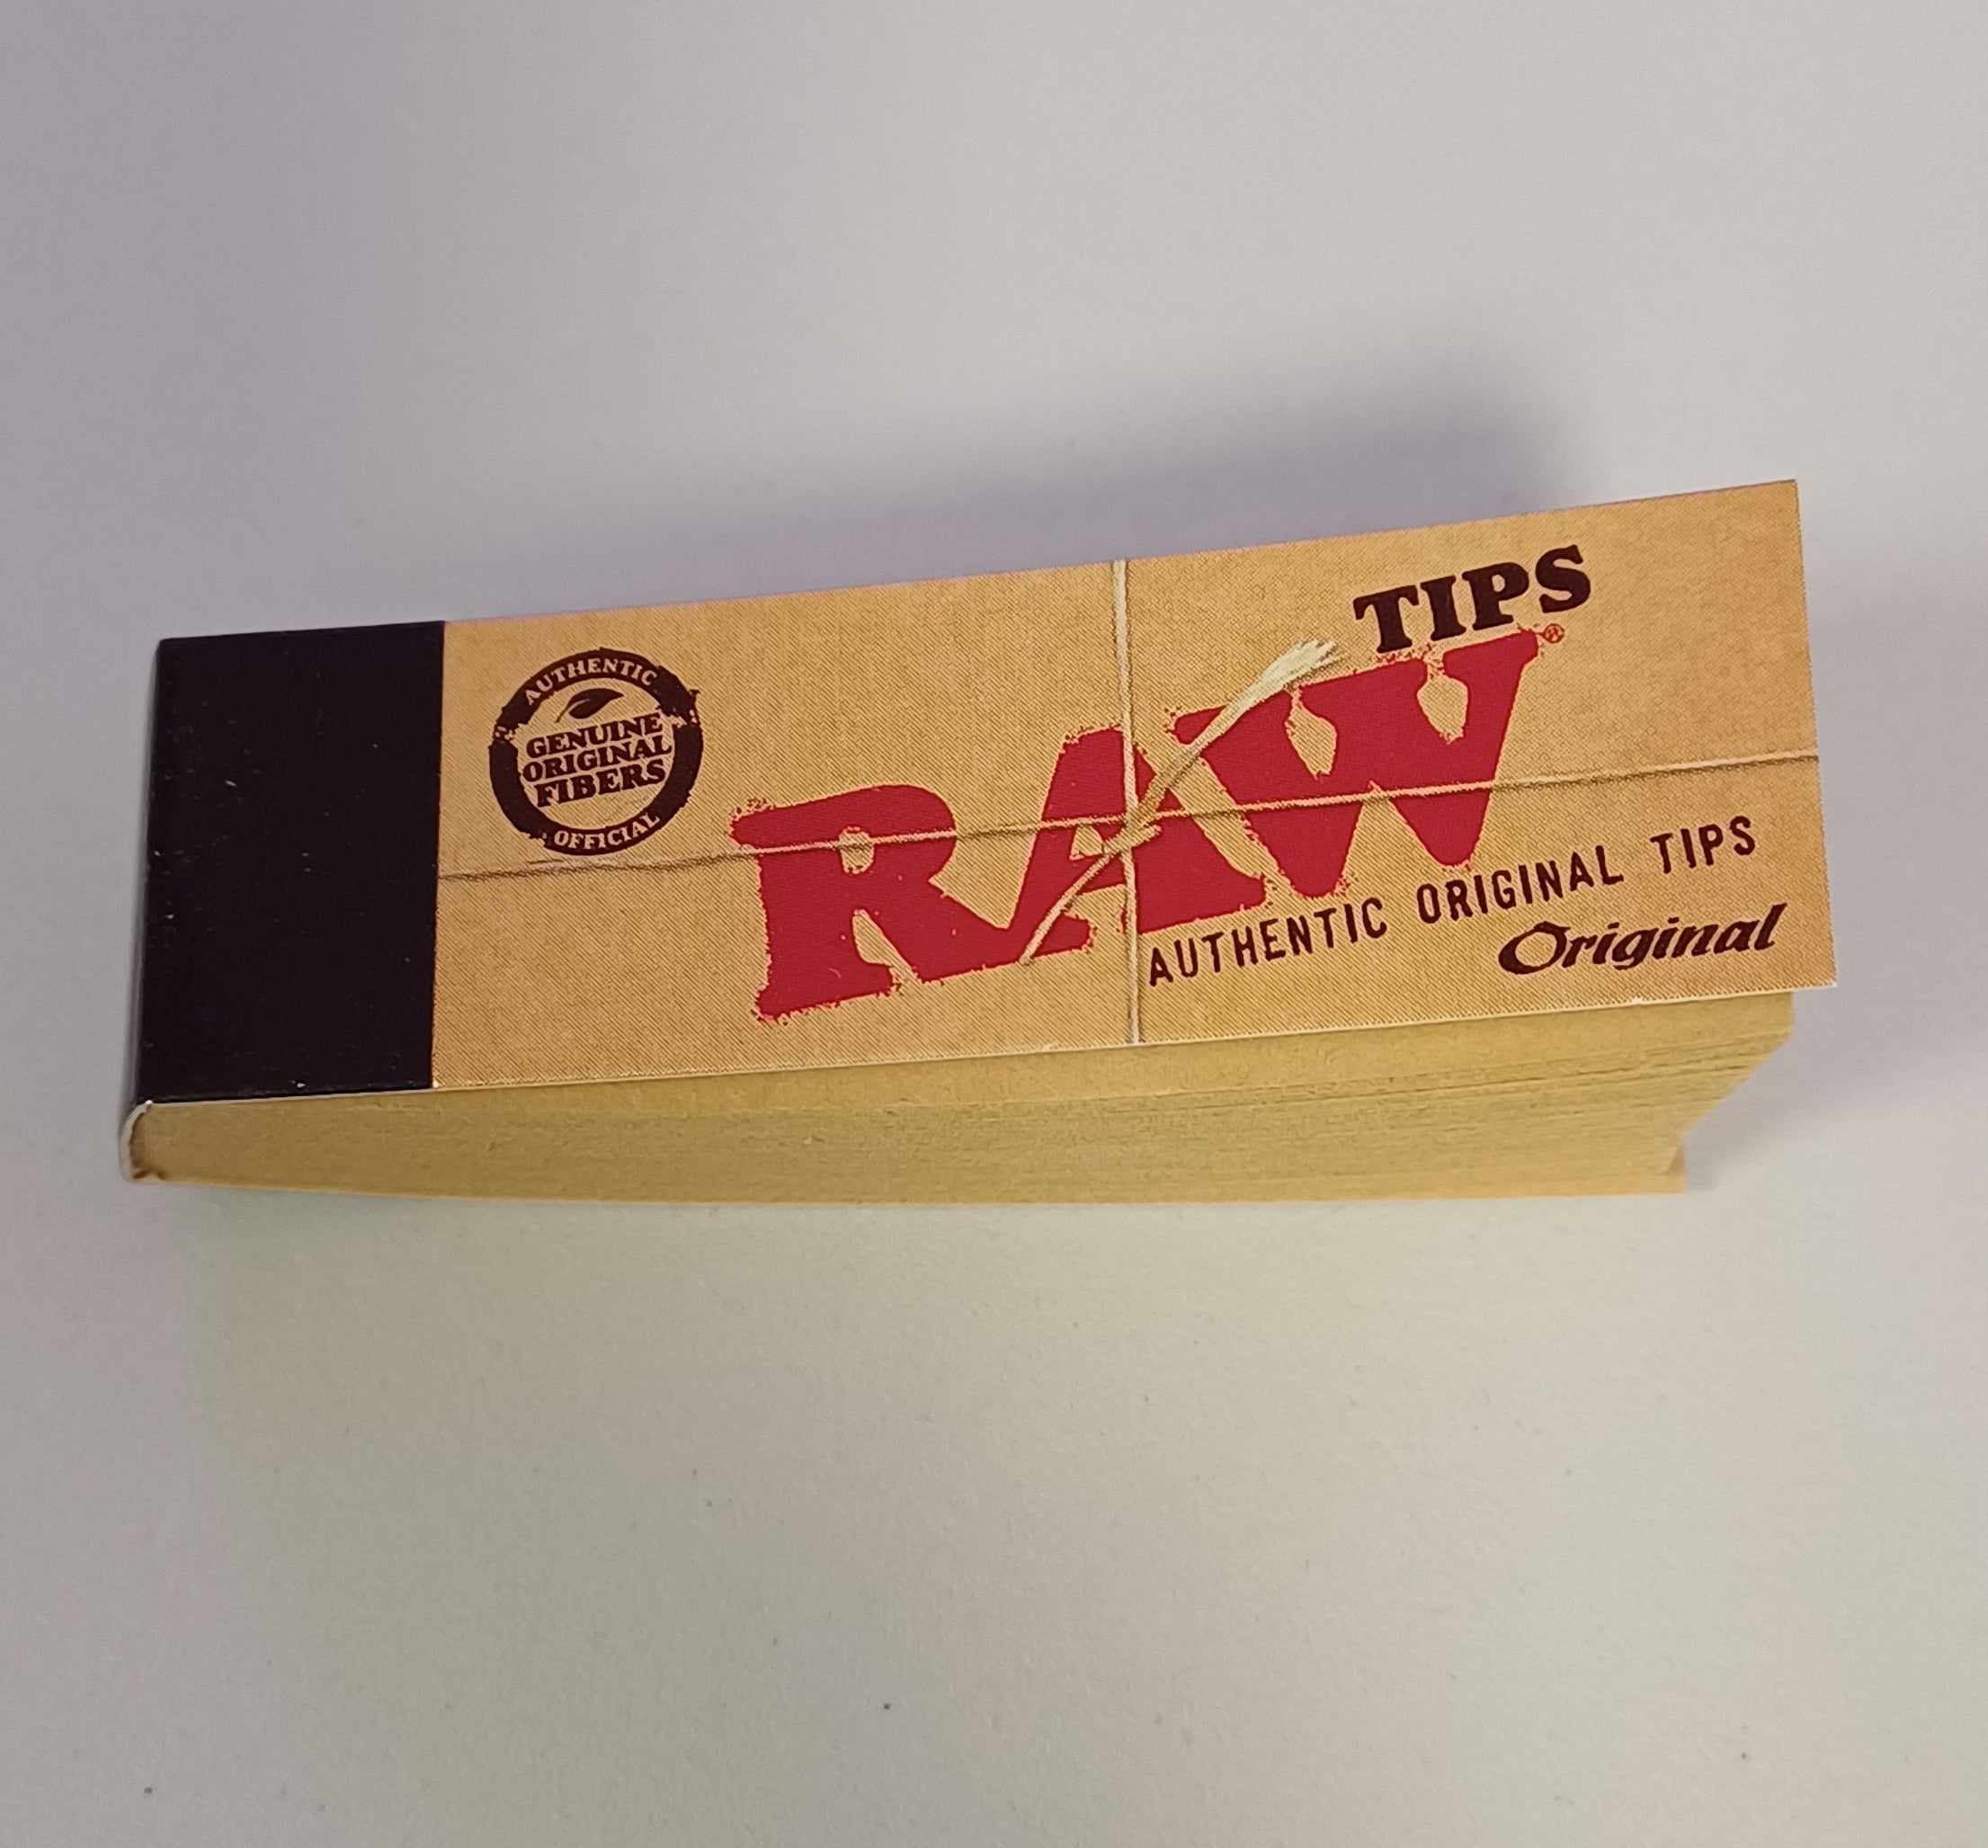 AUTHENTIC
GENUINE
ORIGINAL
FIBERS
OFFICIAL
TIPS
RAW®
AUTHENTIC ORIGINAL TIPS
Original